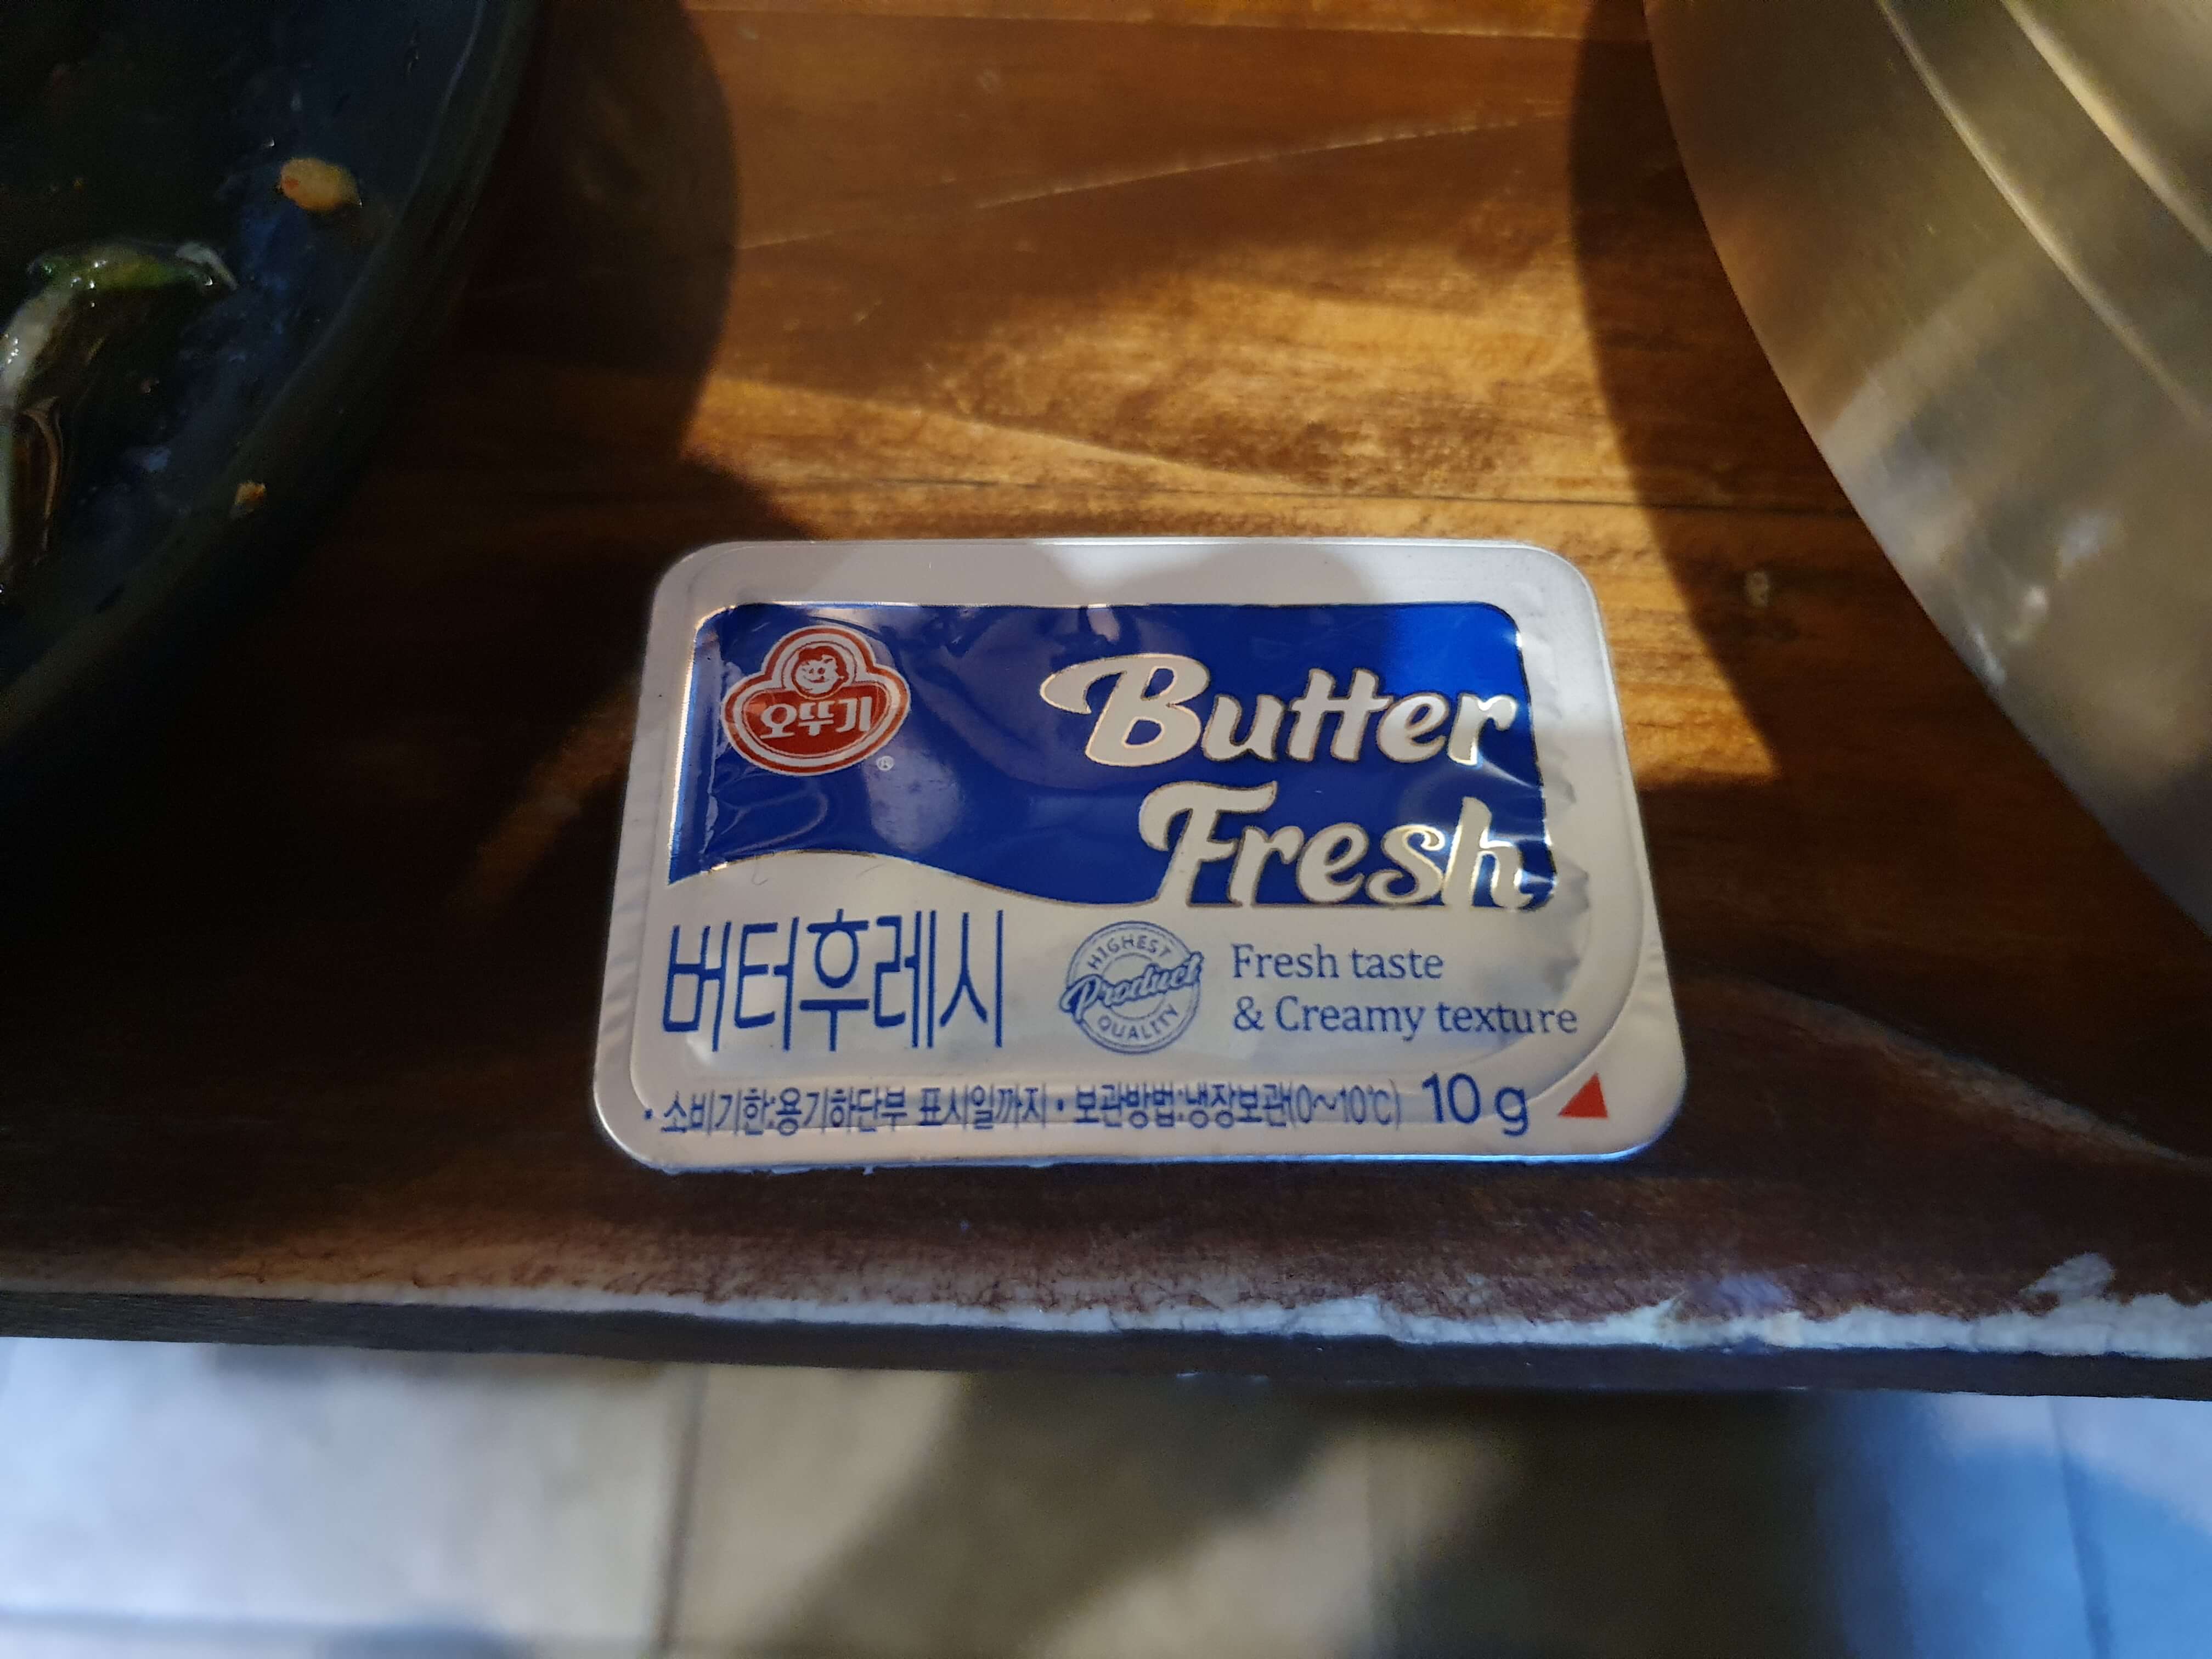 오뚜기
®
Butter
Fresh
버터후레시
HIGHEST
Product
QUALITY
Fresh taste
& Creamy texture
• 소비기한:용기하단부 표시일까지 • 보관방법:냉장보관(0~10℃) 10 g